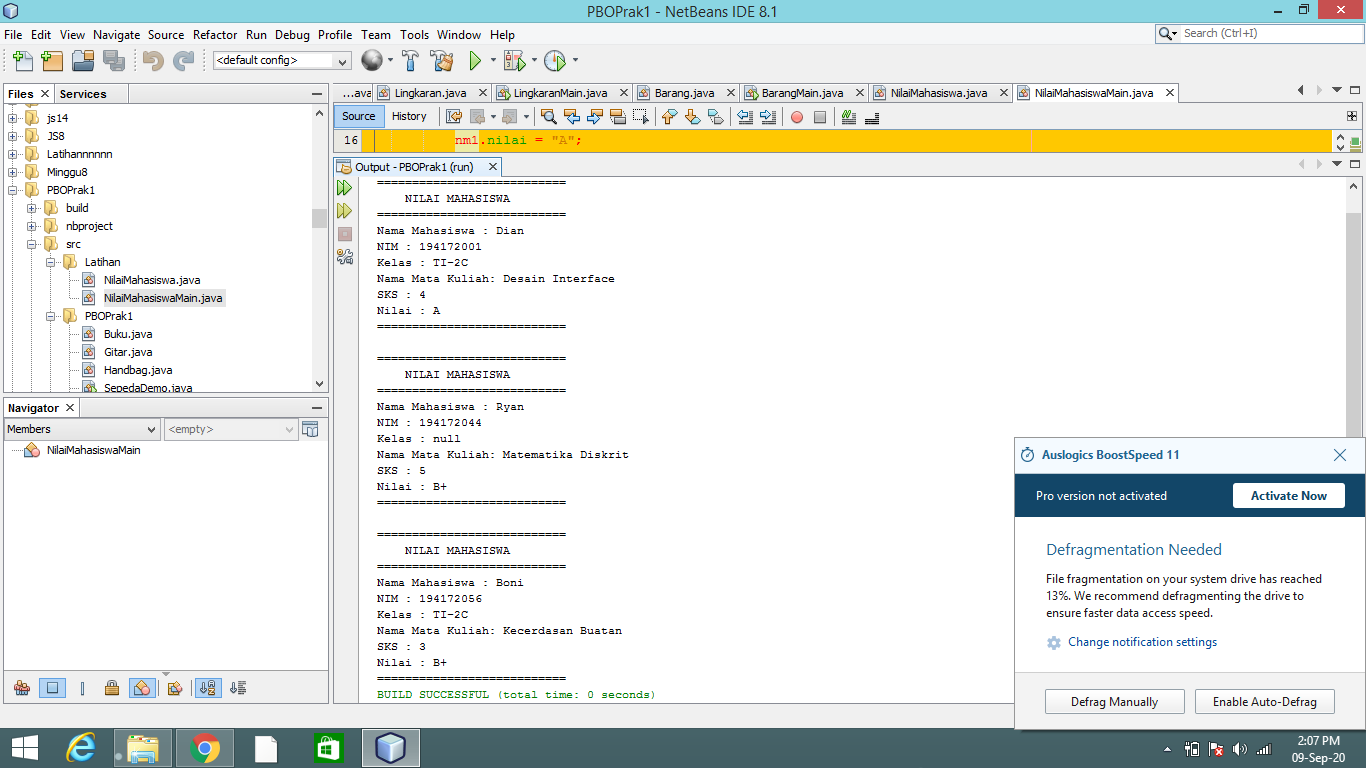 PBOPrak1 - NetBeans IDE 8.1
File Edit View Navigate Source Refactor Run Debug Profile Team Tools Window Help
Search (Ctrl+I)
<default config>
Files
Services
js14
JS8
Latihannnnnn
Minggu8
PBOPrak1
build
nbproject
src
Latihan
NilaiMahasiswa.java
NilaiMahasiswaMain.java
PBOPrak1
Buku.java
Gitar.java
Handbag.java
SepedaDemo.java
Navigator
Members
<empty>
NilaiMahasiswaMain
...ava
Lingkaran.java
LingkaranMain.java
Barang.java
BarangMain.java
NilaiMahasiswa.java
NilaiMahasiswaMain.java
Source
History
16 nm1.nilai = "A";
Output - PBOPrak1 (run)
===========================
NILAI MAHASISWA
===========================
Nama Mahasiswa : Dian
NIM : 194172001
Kelas : TI-2C
Nama Mata Kuliah: Desain Interface
SKS : 4
Nilai : A
===========================
===========================
NILAI MAHASISWA
===========================
Nama Mahasiswa : Ryan
NIM : 194172044
Kelas : null
Nama Mata Kuliah: Matematika Diskrit
SKS : 5
Nilai : B+
===========================
===========================
NILAI MAHASISWA
===========================
Nama Mahasiswa : Boni
NIM : 194172056
Kelas : TI-2C
Nama Mata Kuliah: Kecerdasan Buatan
SKS : 3
Nilai : B+
===========================
BUILD SUCCESSFUL (total time: 0 seconds)
Auslogics BoostSpeed 11
Pro version not activated
Activate Now
Defragmentation Needed
File fragmentation on your system drive has reached
13%. We recommend defragmenting the drive to
ensure faster data access speed.
Change notification settings
Defrag Manually
Enable Auto-Defrag
2:07 PM
09-Sep-20